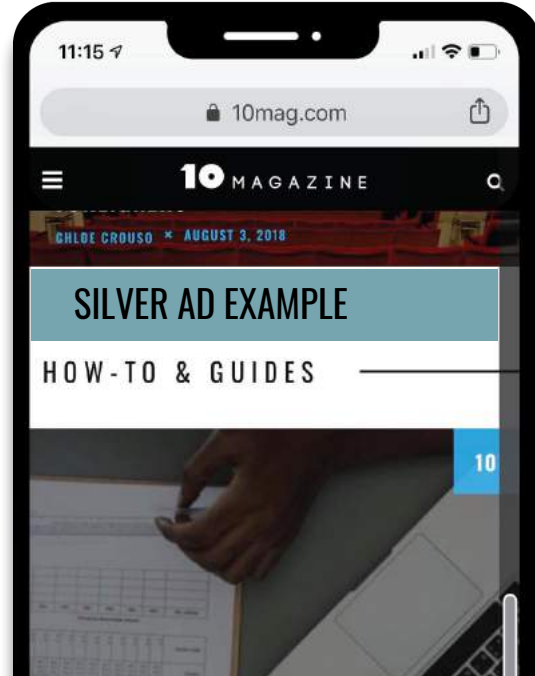 11:15
10mag.com
10 MAGAZINE
CHLOE CROUSO × AUGUST 3, 2018
SILVER AD EXAMPLE
HOW-TO & GUIDES
10